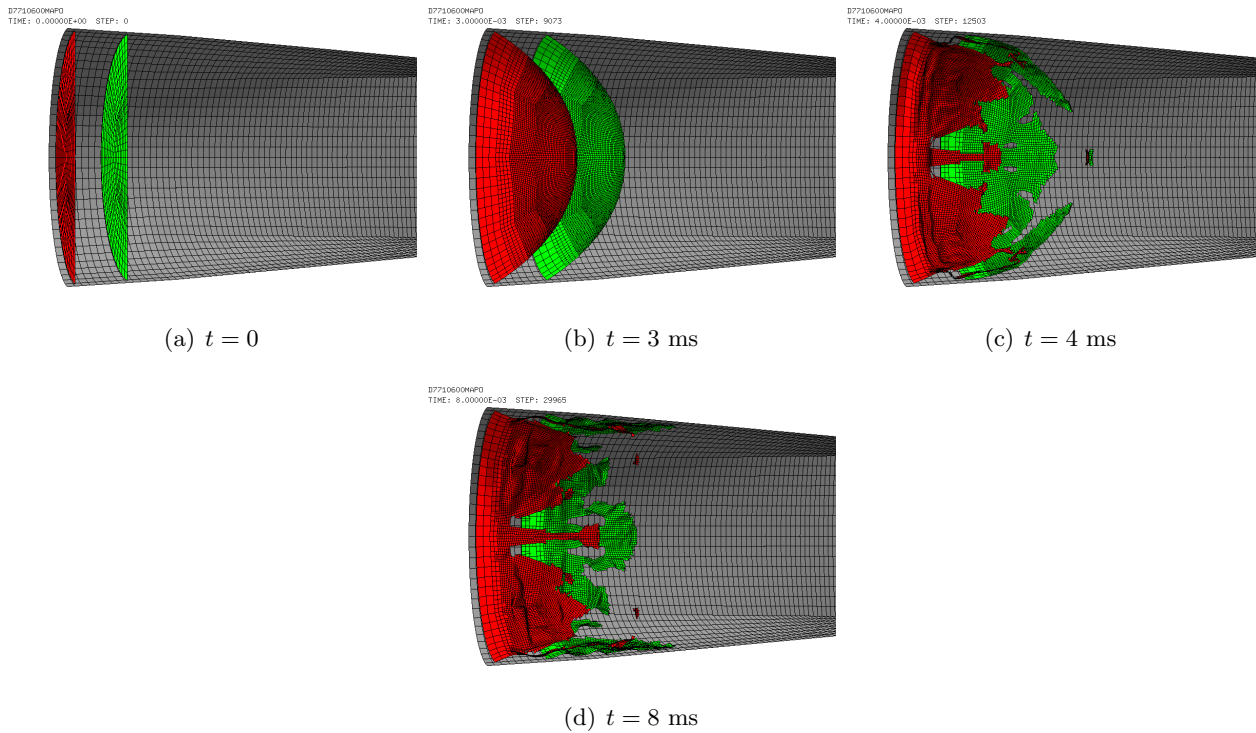 D7710600MAPO
TIME: 0.00000E+00 STEP: 0
(a) t = 0
D7710600MAPO
TIME: 3.00000E-03 STEP: 9073
(b) t = 3 ms
D7710600MAPO
TIME: 4.00000E-03 STEP: 12503
(c) t = 4 ms
D7710600MAPO
TIME: 8.00000E-03 STEP: 29965
(d) t = 8 ms